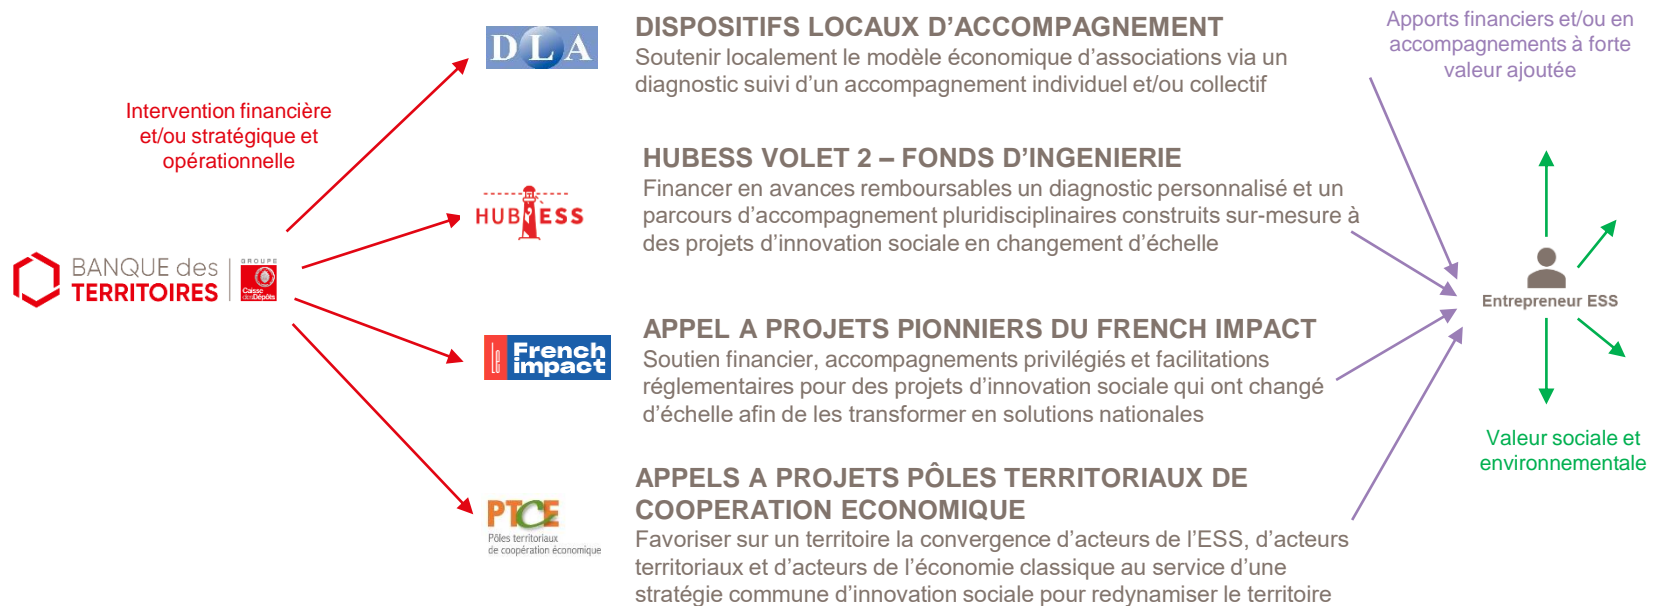 Intervention financière
et/ou stratégique et
opérationnelle
BANQUE des
TERRITOIRES
GROUPE
Caisse
desDépôts
DLA
DISPOSITIFS LOCAUX D’ACCOMPAGNEMENT
Soutenir localement le modèle économique d’associations via un
diagnostic suivi d’un accompagnement individuel et/ou collectif
HUBESS
HUBESS VOLET 2 – FONDS D’INGENIERIE
Financer en avances remboursables un diagnostic personnalisé et un
parcours d’accompagnement pluridisciplinaires construits sur-mesure à
des projets d’innovation sociale en changement d’échelle
le
French
impact
APPEL A PROJETS PIONNIERS DU FRENCH IMPACT
Soutien financier, accompagnements privilégiés et facilitations
réglementaires pour des projets d’innovation sociale qui ont changé
d’échelle afin de les transformer en solutions nationales
PTCE
Pôles territoriaux
de coopération économique
APPELS A PROJETS PÔLES TERRITORIAUX DE
COOPERATION ECONOMIQUE
Favoriser sur un territoire la convergence d’acteurs de l’ESS, d’acteurs
territoriaux et d’acteurs de l’économie classique au service d’une
stratégie commune d’innovation sociale pour redynamiser le territoire
Apports financiers et/ou en
accompagnements à forte
valeur ajoutée
Entrepreneur ESS
Valeur sociale et
environnementale